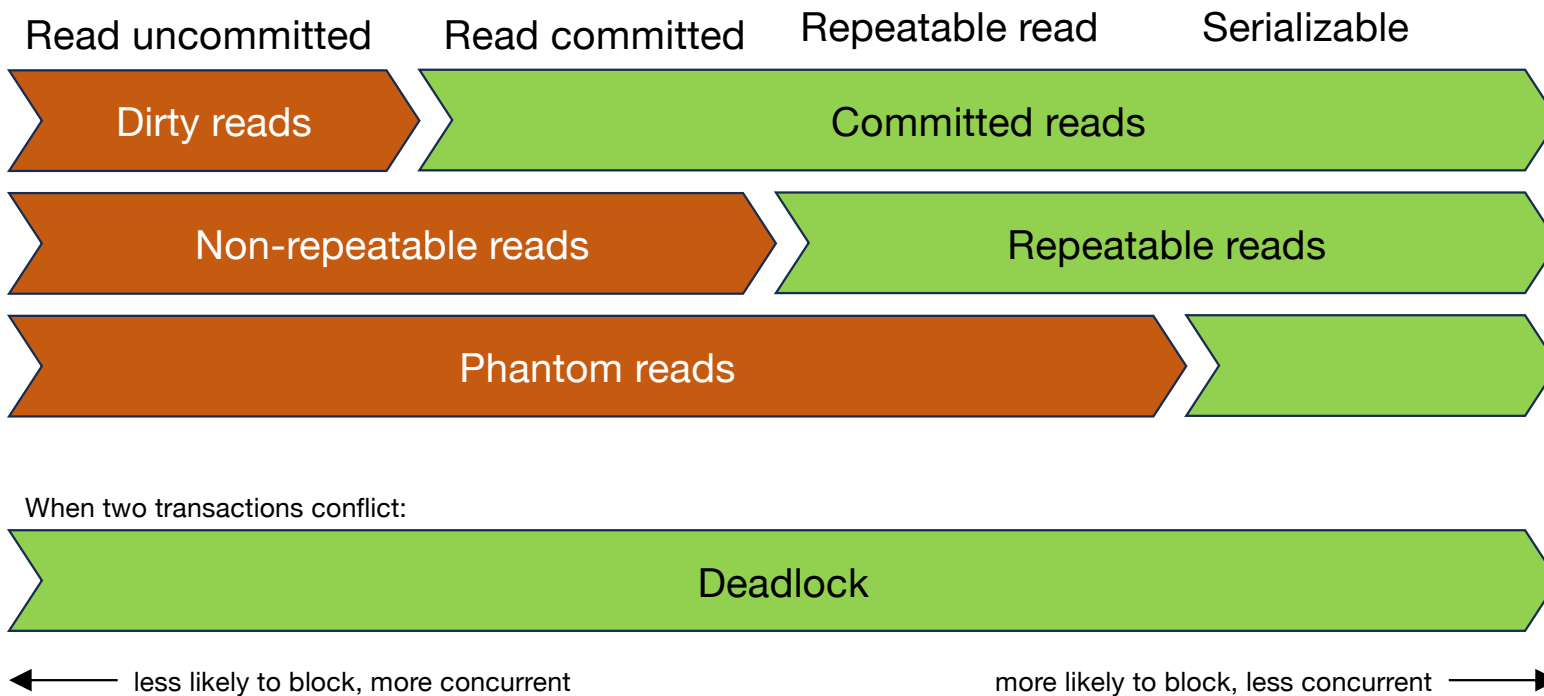 Read uncommitted
Read committed
Repeatable read
Serializable
Dirty reads
Committed reads
Non-repeatable reads
Repeatable reads
Phantom reads
When two transactions conflict:
Deadlock
less likely to block, more concurrent
more likely to block, less concurrent